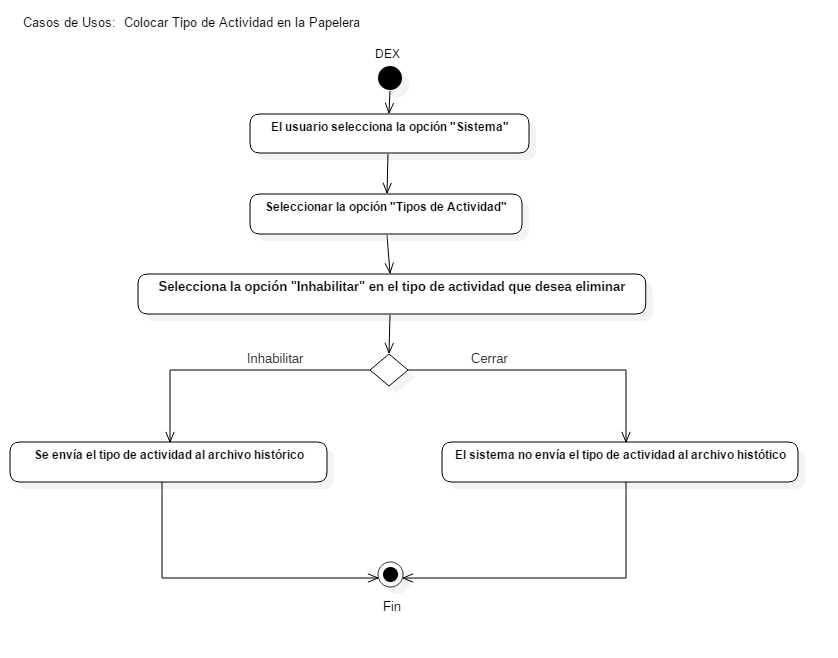 Casos de Usos:  Colocar Tipo de Actividad en la Papelera
DEX
El usuario selecciona la opción "Sistema"
Seleccionar la opción "Tipos de Actividad"
Selecciona la opción "Inhabilitar" en el tipo de actividad que desea eliminar
Inhabilitar
Cerrar
Se envía el tipo de actividad al archivo histórico
El sistema no envía el tipo de actividad al archivo histótico
Fin